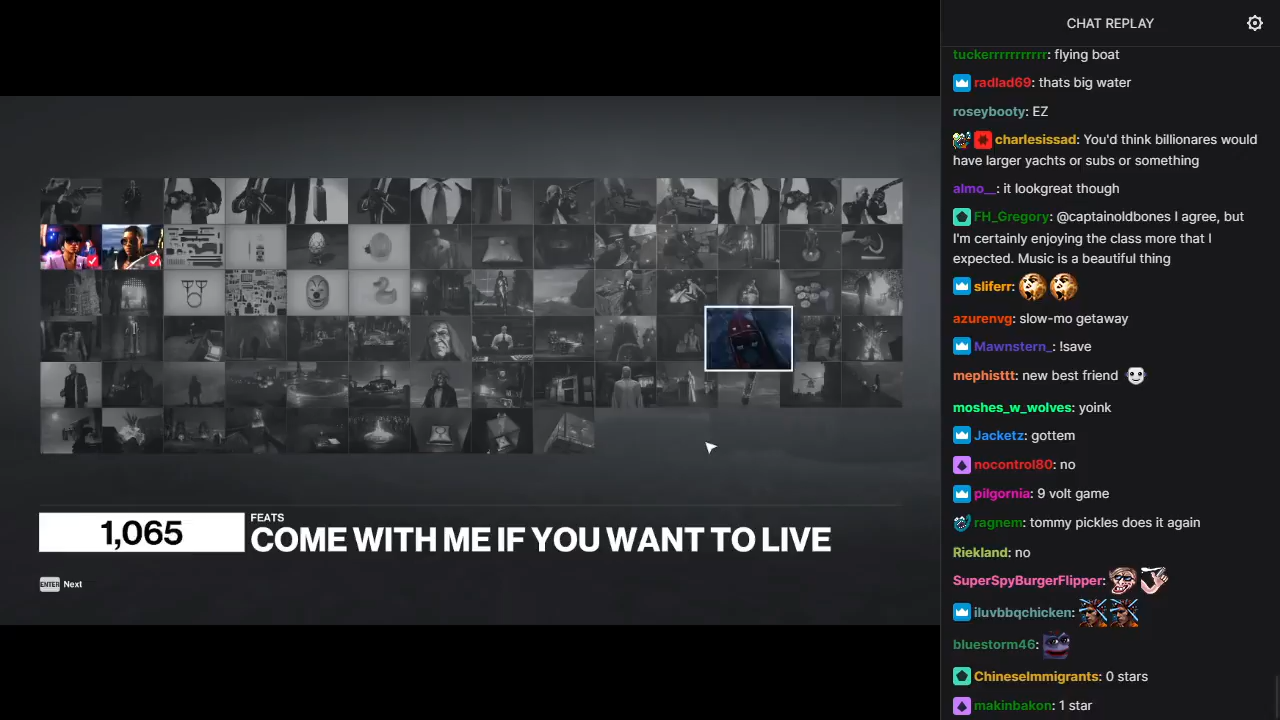 CHAT REPLAY
tuckerrrrrrrrrrr: flying boat
radlad69: thats big water
roseybooty: EZ
charlesissad: You'd think billionares would
have larger yachts or subs or something
almo__: it lookgreat though
FH_Gregory: @captainoldbones I agree, but
I'm certainly enjoying the class more that I
expected. Music is a beautiful thing
sliferr:
azurenvg: slow-mo getaway
Mawnstern_: !save
mephisttt: new best friend
moshes_w_wolves: yoink
Jacketz: gottem
nocontrol80: no
pilgornia: 9 volt game
ragnem: tommy pickles does it again
Riekland: no
SuperSpyBurgerFlipper:
iluvbbqchicken:
bluestorm46:
ChineseImmigrants: 0 stars
makinbakon: 1 star
1,065
FEATS
COME WITH ME IF YOU WANT TO LIVE
ENTER Next